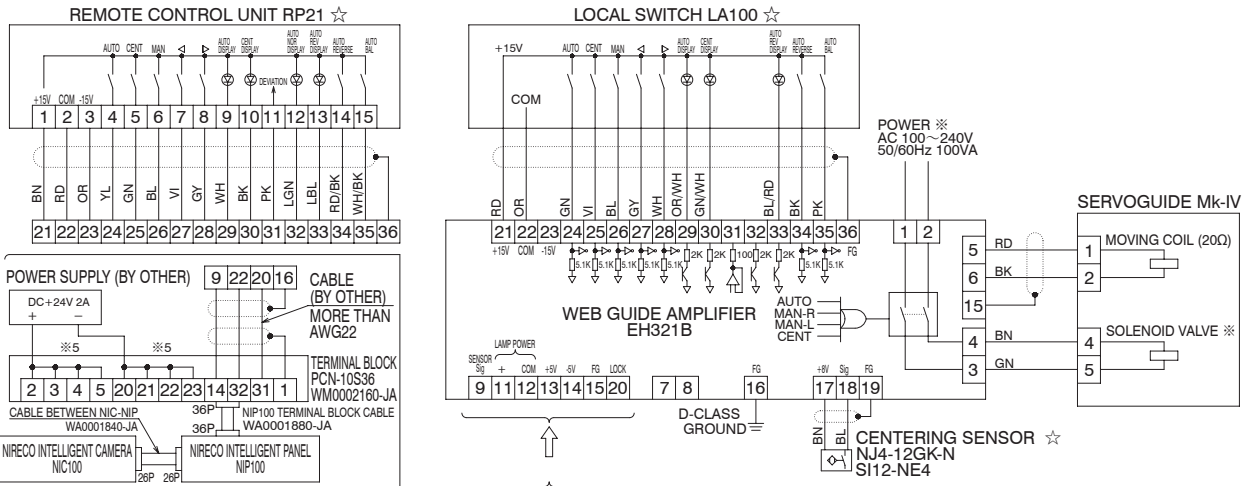 REMOTE CONTROL UNIT RP21 ☆
AUTO CENT MAN ◁ ▷ AUTO DISPLAY CENT DISPLAY AUTO NOR DISPLAY AUTO REV DISPLAY AUTO REVERSE AUTO BAL
DEVIATION
+15V COM -15V
1 2 3 4 5 6 7 8 9 10 11 12 13 14 15
BN RD OR YL GN BL VI GY WH BK PK LGN LBL RD/BK WH/BK
21 22 23 24 25 26 27 28 29 30 31 32 33 34 35 36
POWER SUPPLY (BY OTHER)
DC+24V 2A
+ −
9 22 20 16
CABLE
(BY OTHER)
MORE THAN
AWG22
※5 ※5
2 3 4 5 20 21 22 23 14 32 31 1
TERMINAL BLOCK
PCN-10S36
WM0002160-JA
CABLE BETWEEN NIC-NIP
WA0001840-JA
36P
36P
NIP100 TERMINAL BLOCK CABLE
WA0001880-JA
NIRECO INTELLIGENT CAMERA
NIC100
26P 26P
NIRECO INTELLIGENT PANEL
NIP100
LOCAL SWITCH LA100 ☆
+15V
COM
AUTO CENT MAN ◁ ▷ AUTO DISPLAY CENT DISPLAY AUTO REV DISPLAY AUTO REVERSE AUTO BAL
RD OR GN VI BL GY WH OR/WH GN/WH BL/RD BK PK
21 22 23 24 25 26 27 28 29 30 31 32 33 34 35 36
+15V COM -15V FG
5.1K 5.1K 5.1K 5.1K 5.1K 2K 2K 100 2K 2K 5.1K 5.1K
WEB GUIDE AMPLIFIER
EH321B
AUTO
MAN-R
MAN-L
CENT
LAMP POWER
SENSOR
Sig + COM +5V -5V FG LOCK
9 11 12 13 14 15 20
7 8
FG
16
D-CLASS
GROUND
+8V Sig FG
17 18 19
BN BL
CENTERING SENSOR ☆
NJ4-12GK-N
SI12-NE4
POWER ※
AC 100～240V
50/60Hz 100VA
1 2
5 RD
6 BK
15
4 BN
3 GN
SERVOGUIDE Mk-IV
1 MOVING COIL (20Ω)
2
4 SOLENOID VALVE ※
5